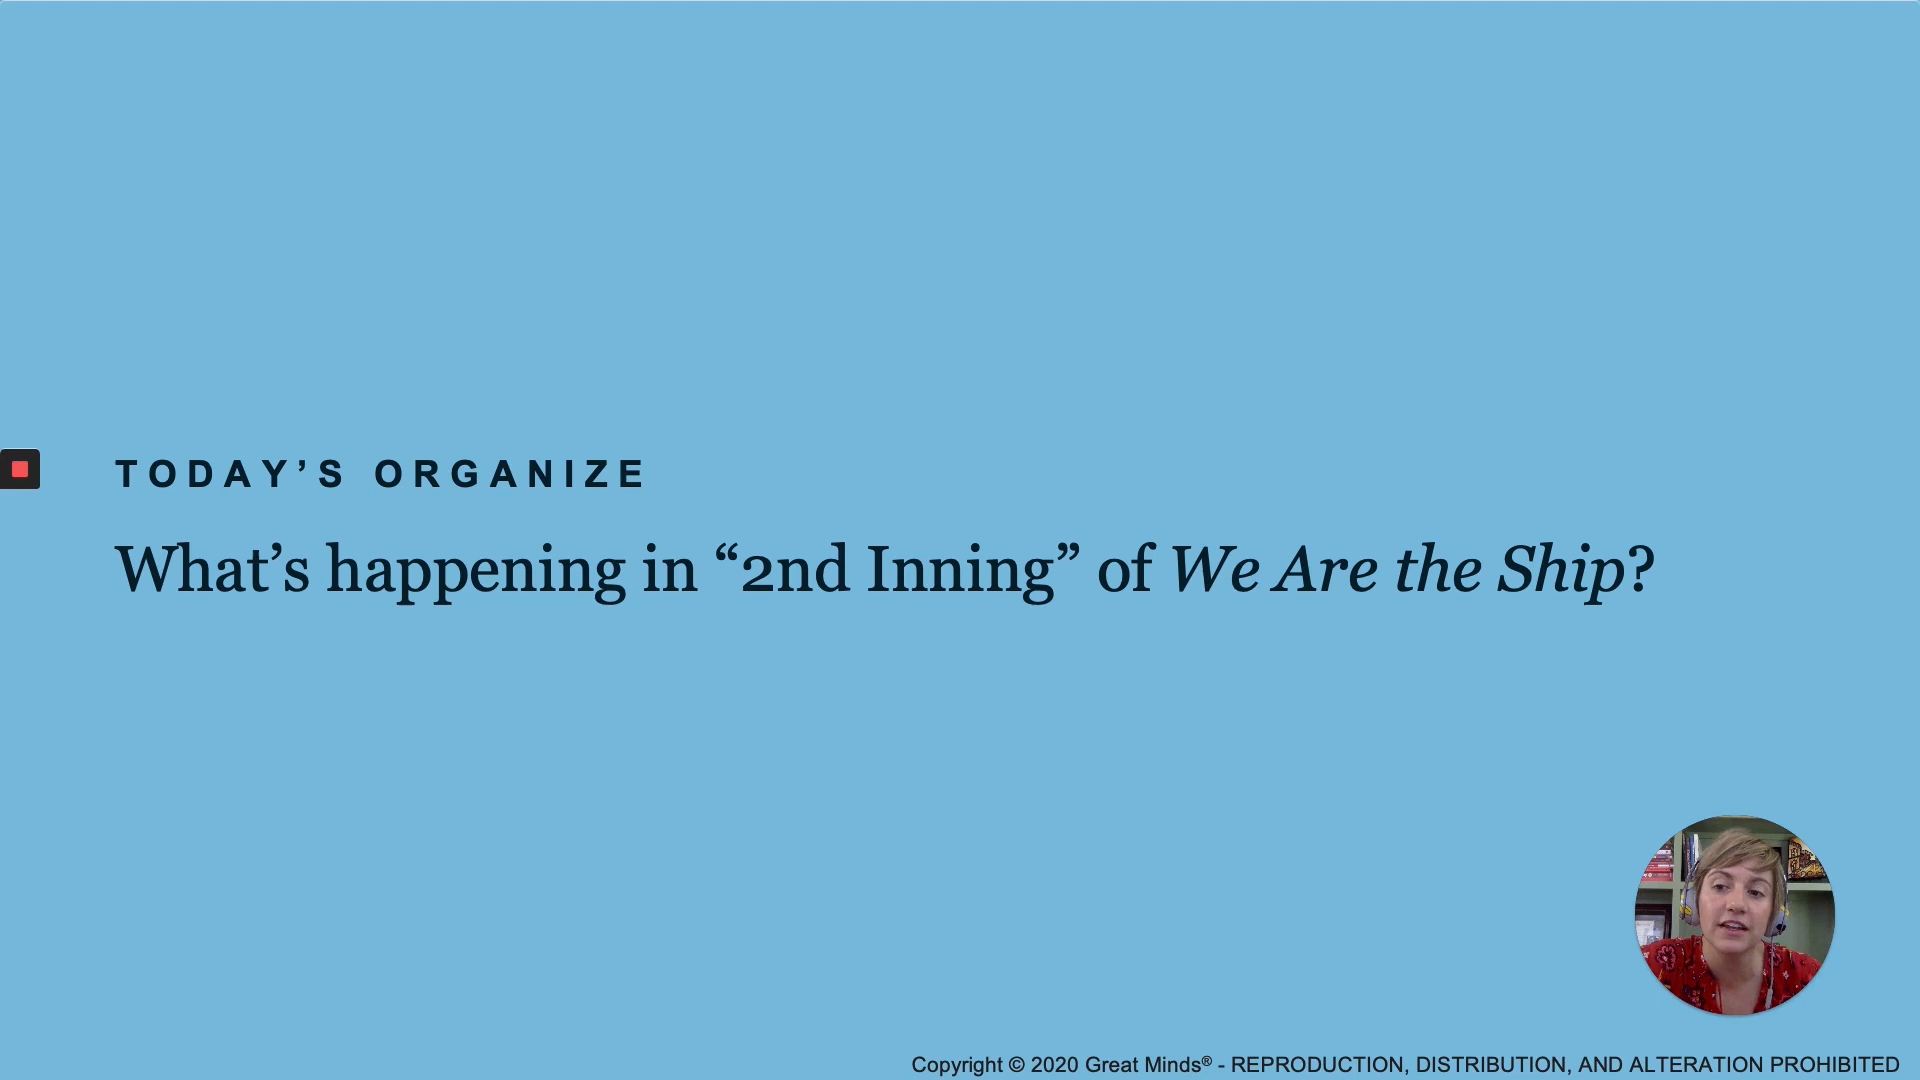 TODAY’S ORGANIZE
What’s happening in “2nd Inning” of We Are the Ship?
Copyright © 2020 Great Minds® - REPRODUCTION, DISTRIBUTION, AND ALTERATION PROHIBITED